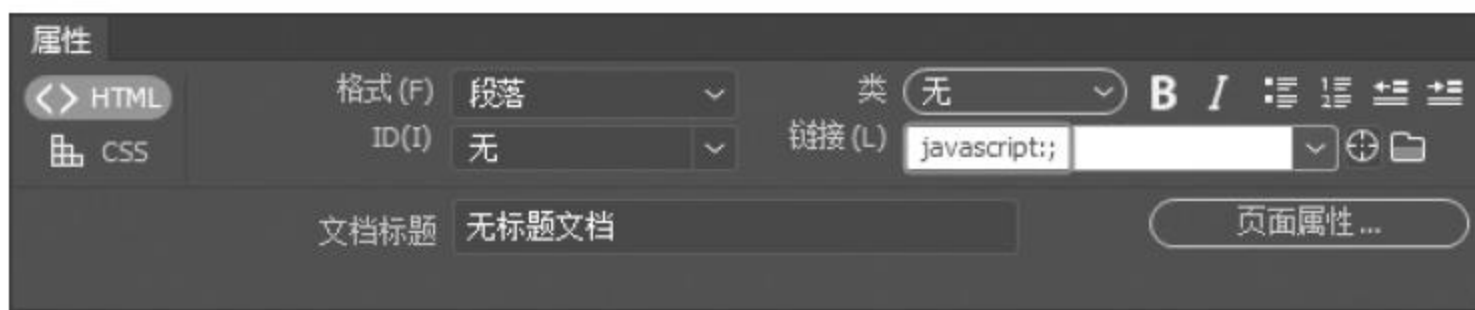 属性
HTML 格式(F) 段落 类 无 B I
CSS ID(I) 无 链接(L) javascript:;
文档标题 无标题文档 页面属性...